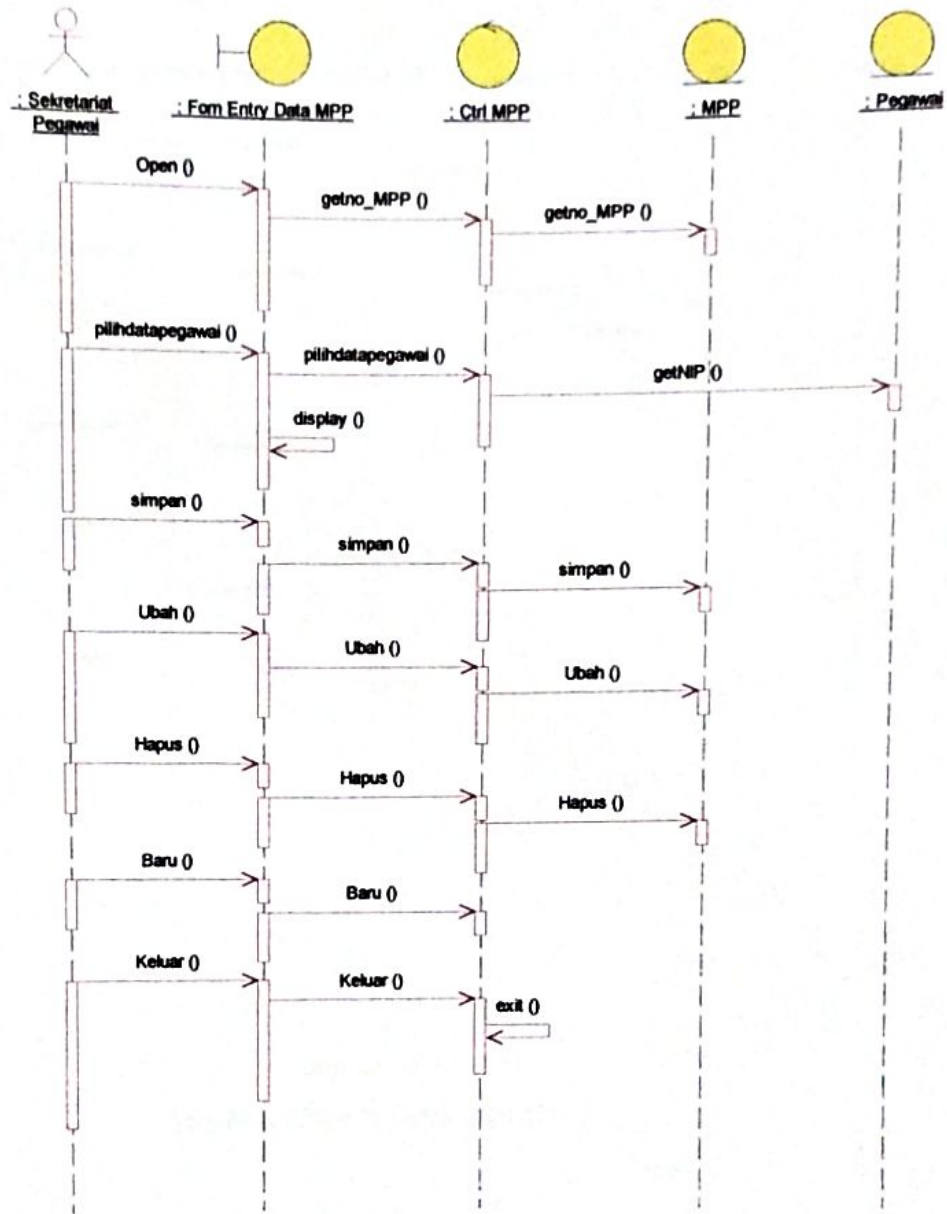 : Sekretariat
Pegawai
: Fom Entry Data MPP
: Ctrl MPP
: MPP
: Pegawai
Open ()
getno_MPP ()
getno_MPP ()
pilihdatapegawai ()
pilihdatapegawai ()
getNIP ()
display ()
simpan ()
simpan ()
simpan ()
Ubah ()
Ubah ()
Ubah ()
Hapus ()
Hapus ()
Hapus ()
Baru ()
Baru ()
Keluar ()
Keluar ()
exit ()